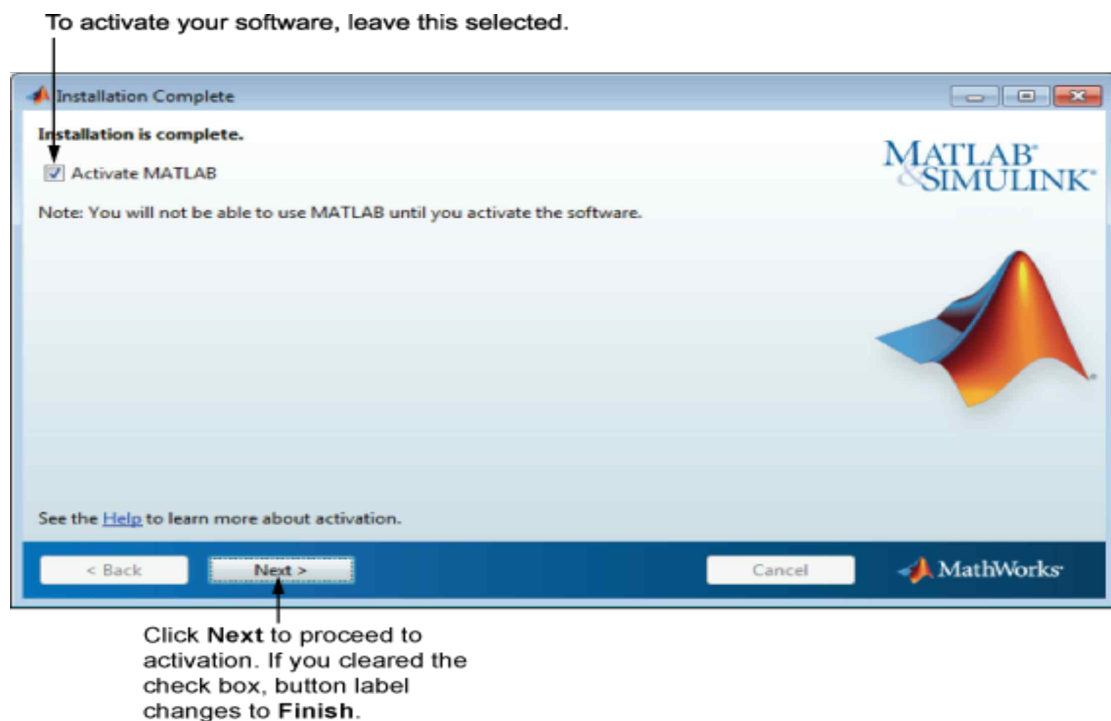 To activate your software, leave this selected.
Installation Complete
Installation is complete.
Activate MATLAB
Note: You will not be able to use MATLAB until you activate the software.
MATLAB®
&SIMULINK®
See the Help to learn more about activation.
< Back
Next >
Cancel
MathWorks®
Click Next to proceed to
activation. If you cleared the
check box, button label
changes to Finish.